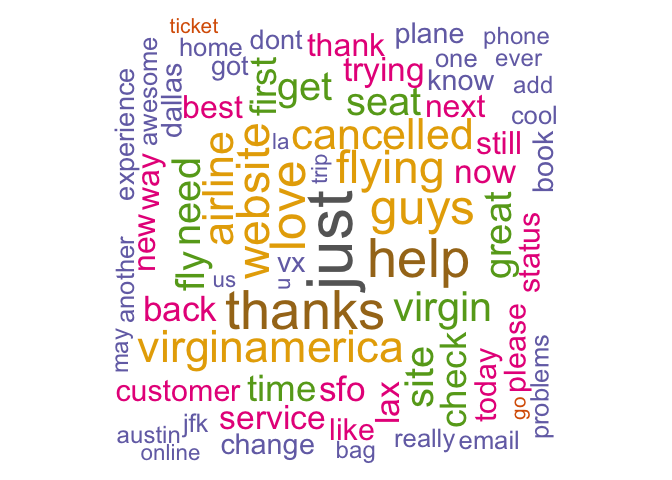 ticket
home
dont
thank
plane
phone
awesome
got
trying
one
ever
experience
dallas
best
first
get
seat
know
next
add
cool
new
way
need
airline
website
la
love
trip
cancelled
flying
still
now
book
fly
us
vx
u
just
guys
help
great
status
another
back
thanks
virgin
may
virginamerica
site
check
today
please
problems
customer
time
sfo
lax
go
service
like
austin
jfk
online
change
bag
really
email